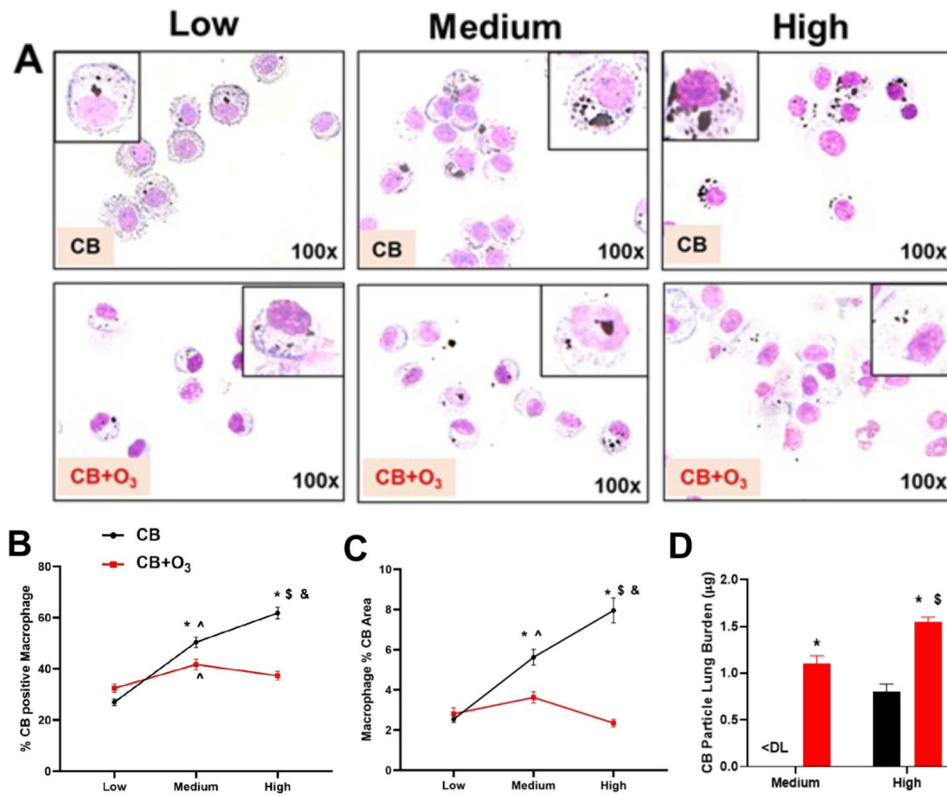 Low Medium High
A
CB 100x CB 100x CB 100x
CB+O₃ 100x CB+O₃ 100x CB+O₃ 100x
B
CB
CB+O₃
% CB positive Macrophage
80
60
40
20
0
* ^
^
* $ &
Low Medium High
C
Macrophage % CB Area
10
8
6
4
2
0
* ^
* $ &
Low Medium High
D
CB Particle Lung Burden (µg)
2.0
1.5
1.0
0.5
0.0
<DL
*
* $
Medium High